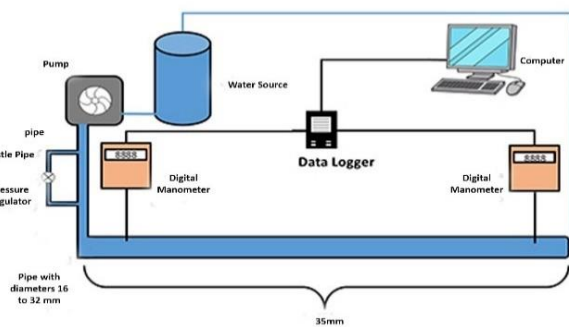 Pump
Water Source
Computer
pipe
tle Pipe
8888
Digital
Manometer
Data Logger
8888
Digital
Manometer
essure
gulator
Pipe with
diameters 16
to 32 mm
35mm